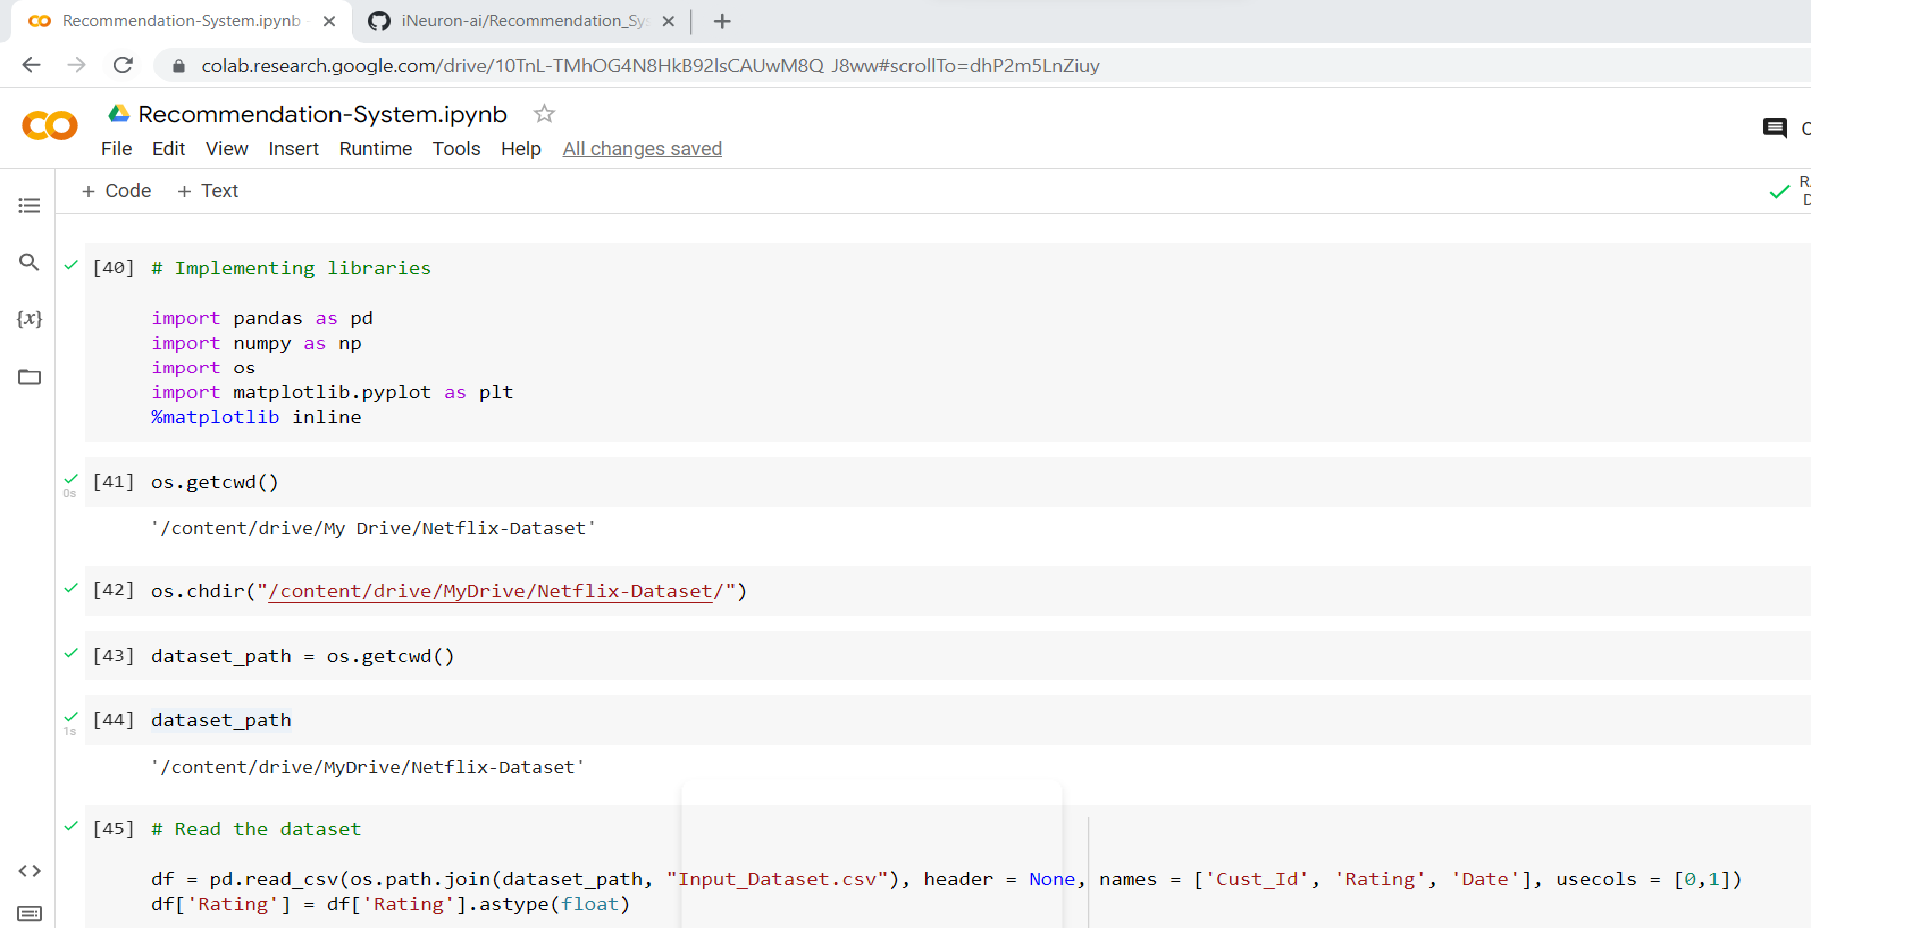 Recommendation-System.ipynb
iNeuron-ai/Recommendation_Sys
colab.research.google.com/drive/10TnL-TMhOG4N8HkB92lsCAUwM8Q_J8ww#scrollTo=dhP2m5LnZiuy
Recommendation-System.ipynb
File Edit View Insert Runtime Tools Help All changes saved
+ Code + Text
[40] # Implementing libraries
import pandas as pd
import numpy as np
import os
import matplotlib.pyplot as plt
%matplotlib inline
[41] os.getcwd()
0s
'/content/drive/My Drive/Netflix-Dataset'
[42] os.chdir("/content/drive/MyDrive/Netflix-Dataset/")
[43] dataset_path = os.getcwd()
[44] dataset_path
1s
'/content/drive/MyDrive/Netflix-Dataset'
[45] # Read the dataset
df = pd.read_csv(os.path.join(dataset_path, "Input_Dataset.csv"), header = None, names = ['Cust_Id', 'Rating', 'Date'], usecols = [0,1])
df['Rating'] = df['Rating'].astype(float)